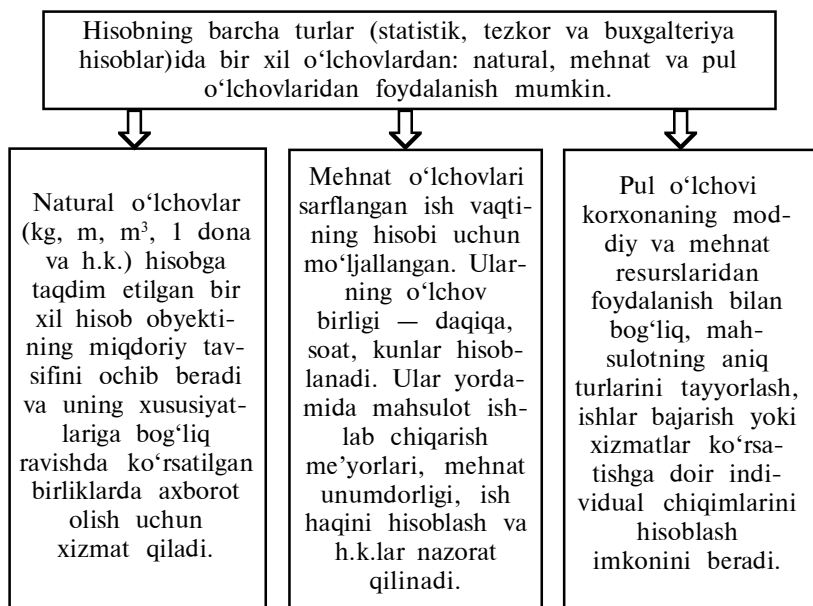 Hisobning barcha turlar (statistik, tezkor va buxgalteriya
hisoblar)ida bir xil o‘lchovlardan: natural, mehnat va pul
o‘lchovlaridan foydalanish mumkin.
Natural o‘lchovlar
(kg, m, m³, 1 dona
va h.k.) hisobga
taqdim etilgan bir
xil hisob obyekti-
ning miqdoriy tav-
sifini ochib beradi
va uning xususiyat-
lariga bog‘liq
ravishda ko‘rsatilgan
birliklarda axborot
olish uchun
xizmat qiladi.
Mehnat o‘lchovlari
sarflangan ish vaqti-
ning hisobi uchun
mo‘ljallangan. Ular-
ning o‘lchov
birligi — daqiqa,
soat, kunlar hisob-
lanadi. Ular yorda-
mida mahsulot ish-
lab chiqarish
me’yorlari, mehnat
unumdorligi, ish
haqini hisoblash va
h.k.lar nazorat
qilinadi.
Pul o‘lchovi
korxonaning mod-
diy va mehnat
resurslaridan
foydalanish bilan
bog‘liq, mah-
sulotning aniq
turlarini tayyorlash,
ishlar bajarish yoki
xizmatlar ko‘rsa-
tishga doir indi-
vidual chiqimlarini
hisoblash
imkonini beradi.